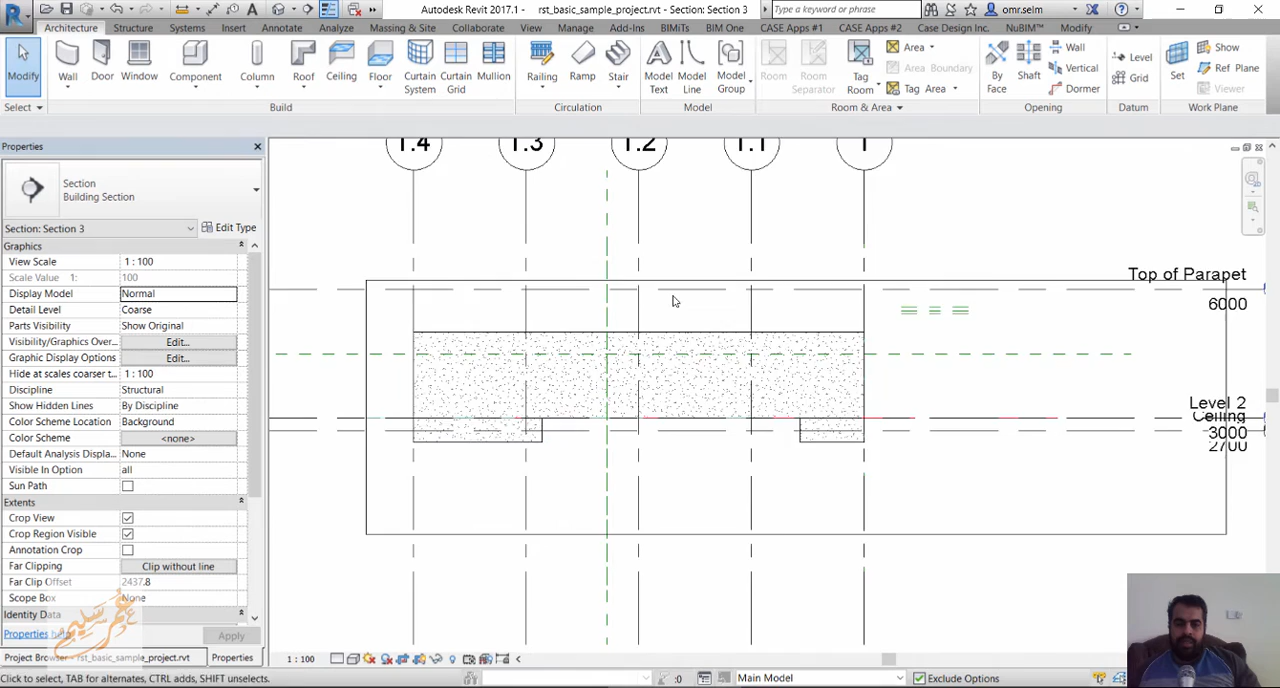 Autodesk Revit 2017.1 - rst_basic_sample_project.rvt - Section: Section 3
Type a keyword or phrase
omr.selm
Architecture Structure Systems Insert Annotate Analyze Massing & Site Collaborate View Manage Add-Ins BIMiTs BIM One CASE Apps #1 CASE Apps #2 Case Design Inc. NuBIM Modify
Modify Wall Door Window Component Column Roof Ceiling Floor Curtain System Curtain Grid Mullion Railing Ramp Stair Model Text Model Line Model Group Room Room Separator Tag Room
Area
Area Boundary
Tag Area
By Face Shaft
Wall
Vertical
Dormer
Level
Grid
Set
Show
Ref Plane
Viewer
Select Build Circulation Model Room & Area Opening Datum Work Plane
Properties
Section
Building Section
Section: Section 3 Edit Type
Graphics
View Scale 1 : 100
Scale Value 1: 100
Display Model Normal
Detail Level Coarse
Parts Visibility Show Original
Visibility/Graphics Over... Edit...
Graphic Display Options Edit...
Hide at scales coarser t... 1 : 100
Discipline Structural
Show Hidden Lines By Discipline
Color Scheme Location Background
Color Scheme <none>
Default Analysis Displa... None
Visible In Option all
Sun Path
Extents
Crop View
Crop Region Visible
Annotation Crop
Far Clipping Clip without line
Far Clip Offset 2437.8
Scope Box None
Identity Data
Properties help Apply
عُمر سليم
Project Browser - rst_basic_sample_project.rvt Properties
1.4 1.3 1.2 1.1 1
Top of Parapet
6000
Level 2
Ceiling
3000
2700
1 : 100
Click to select, TAB for alternates, CTRL adds, SHIFT unselects.
:0
Main Model
Exclude Options